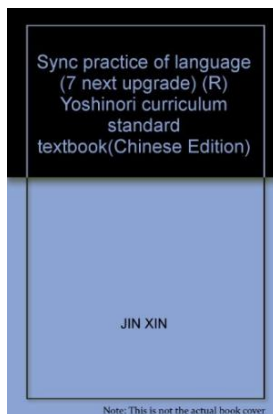 Sync practice of language
(7 next upgrade) (R)
Yoshinori curriculum
standard
textbook(Chinese Edition)
JIN XIN
Note: This is not the actual book cover